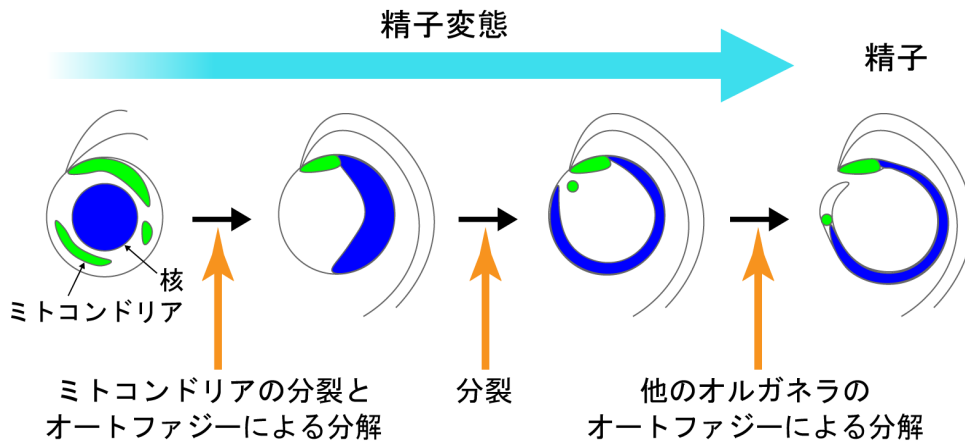 精子変態
精子
核
ミトコンドリア
ミトコンドリアの分裂と
オートファジーによる分解
分裂
他のオルガネラの
オートファジーによる分解